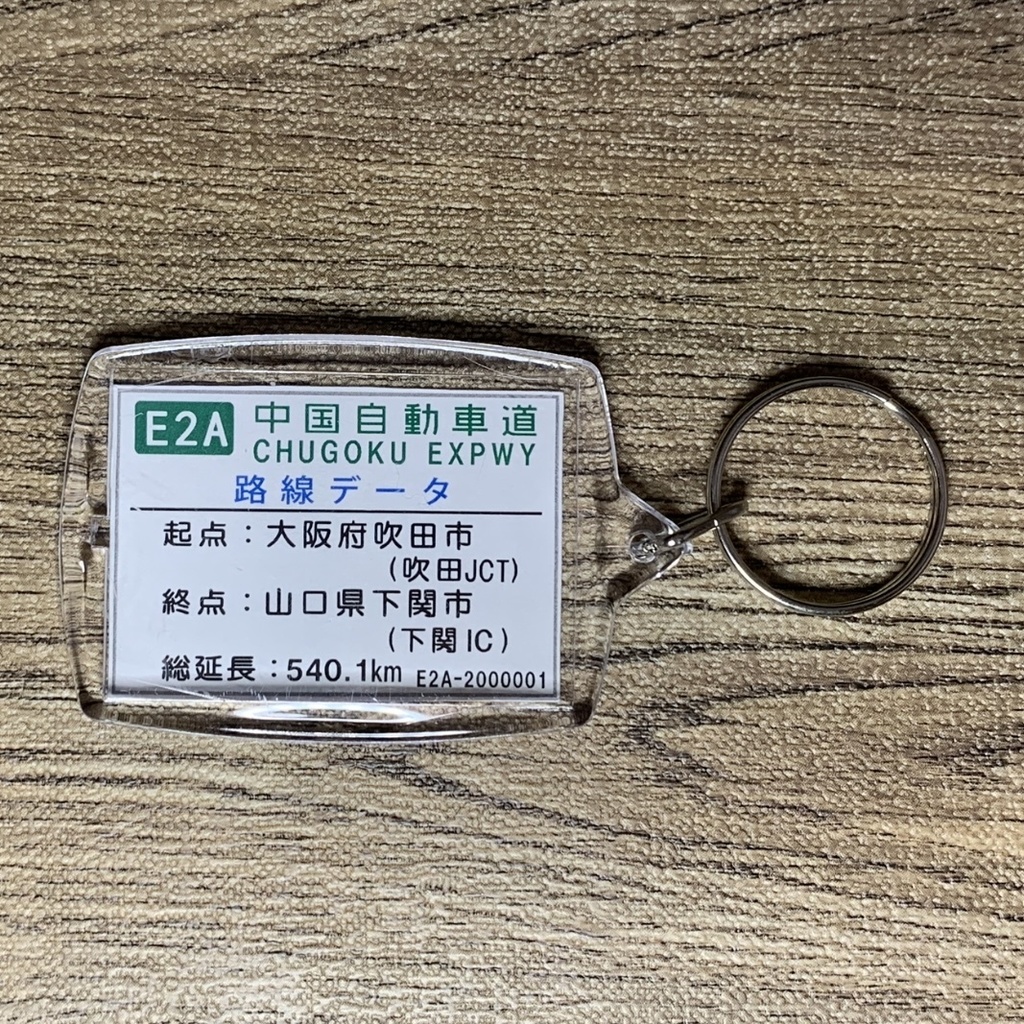 E2A 中国自動車道
CHUGOKU EXPWY
路線データ
起点：大阪府吹田市
(吹田JCT)
終点：山口県下関市
(下関IC)
総延長：540.1km E2A-2000001